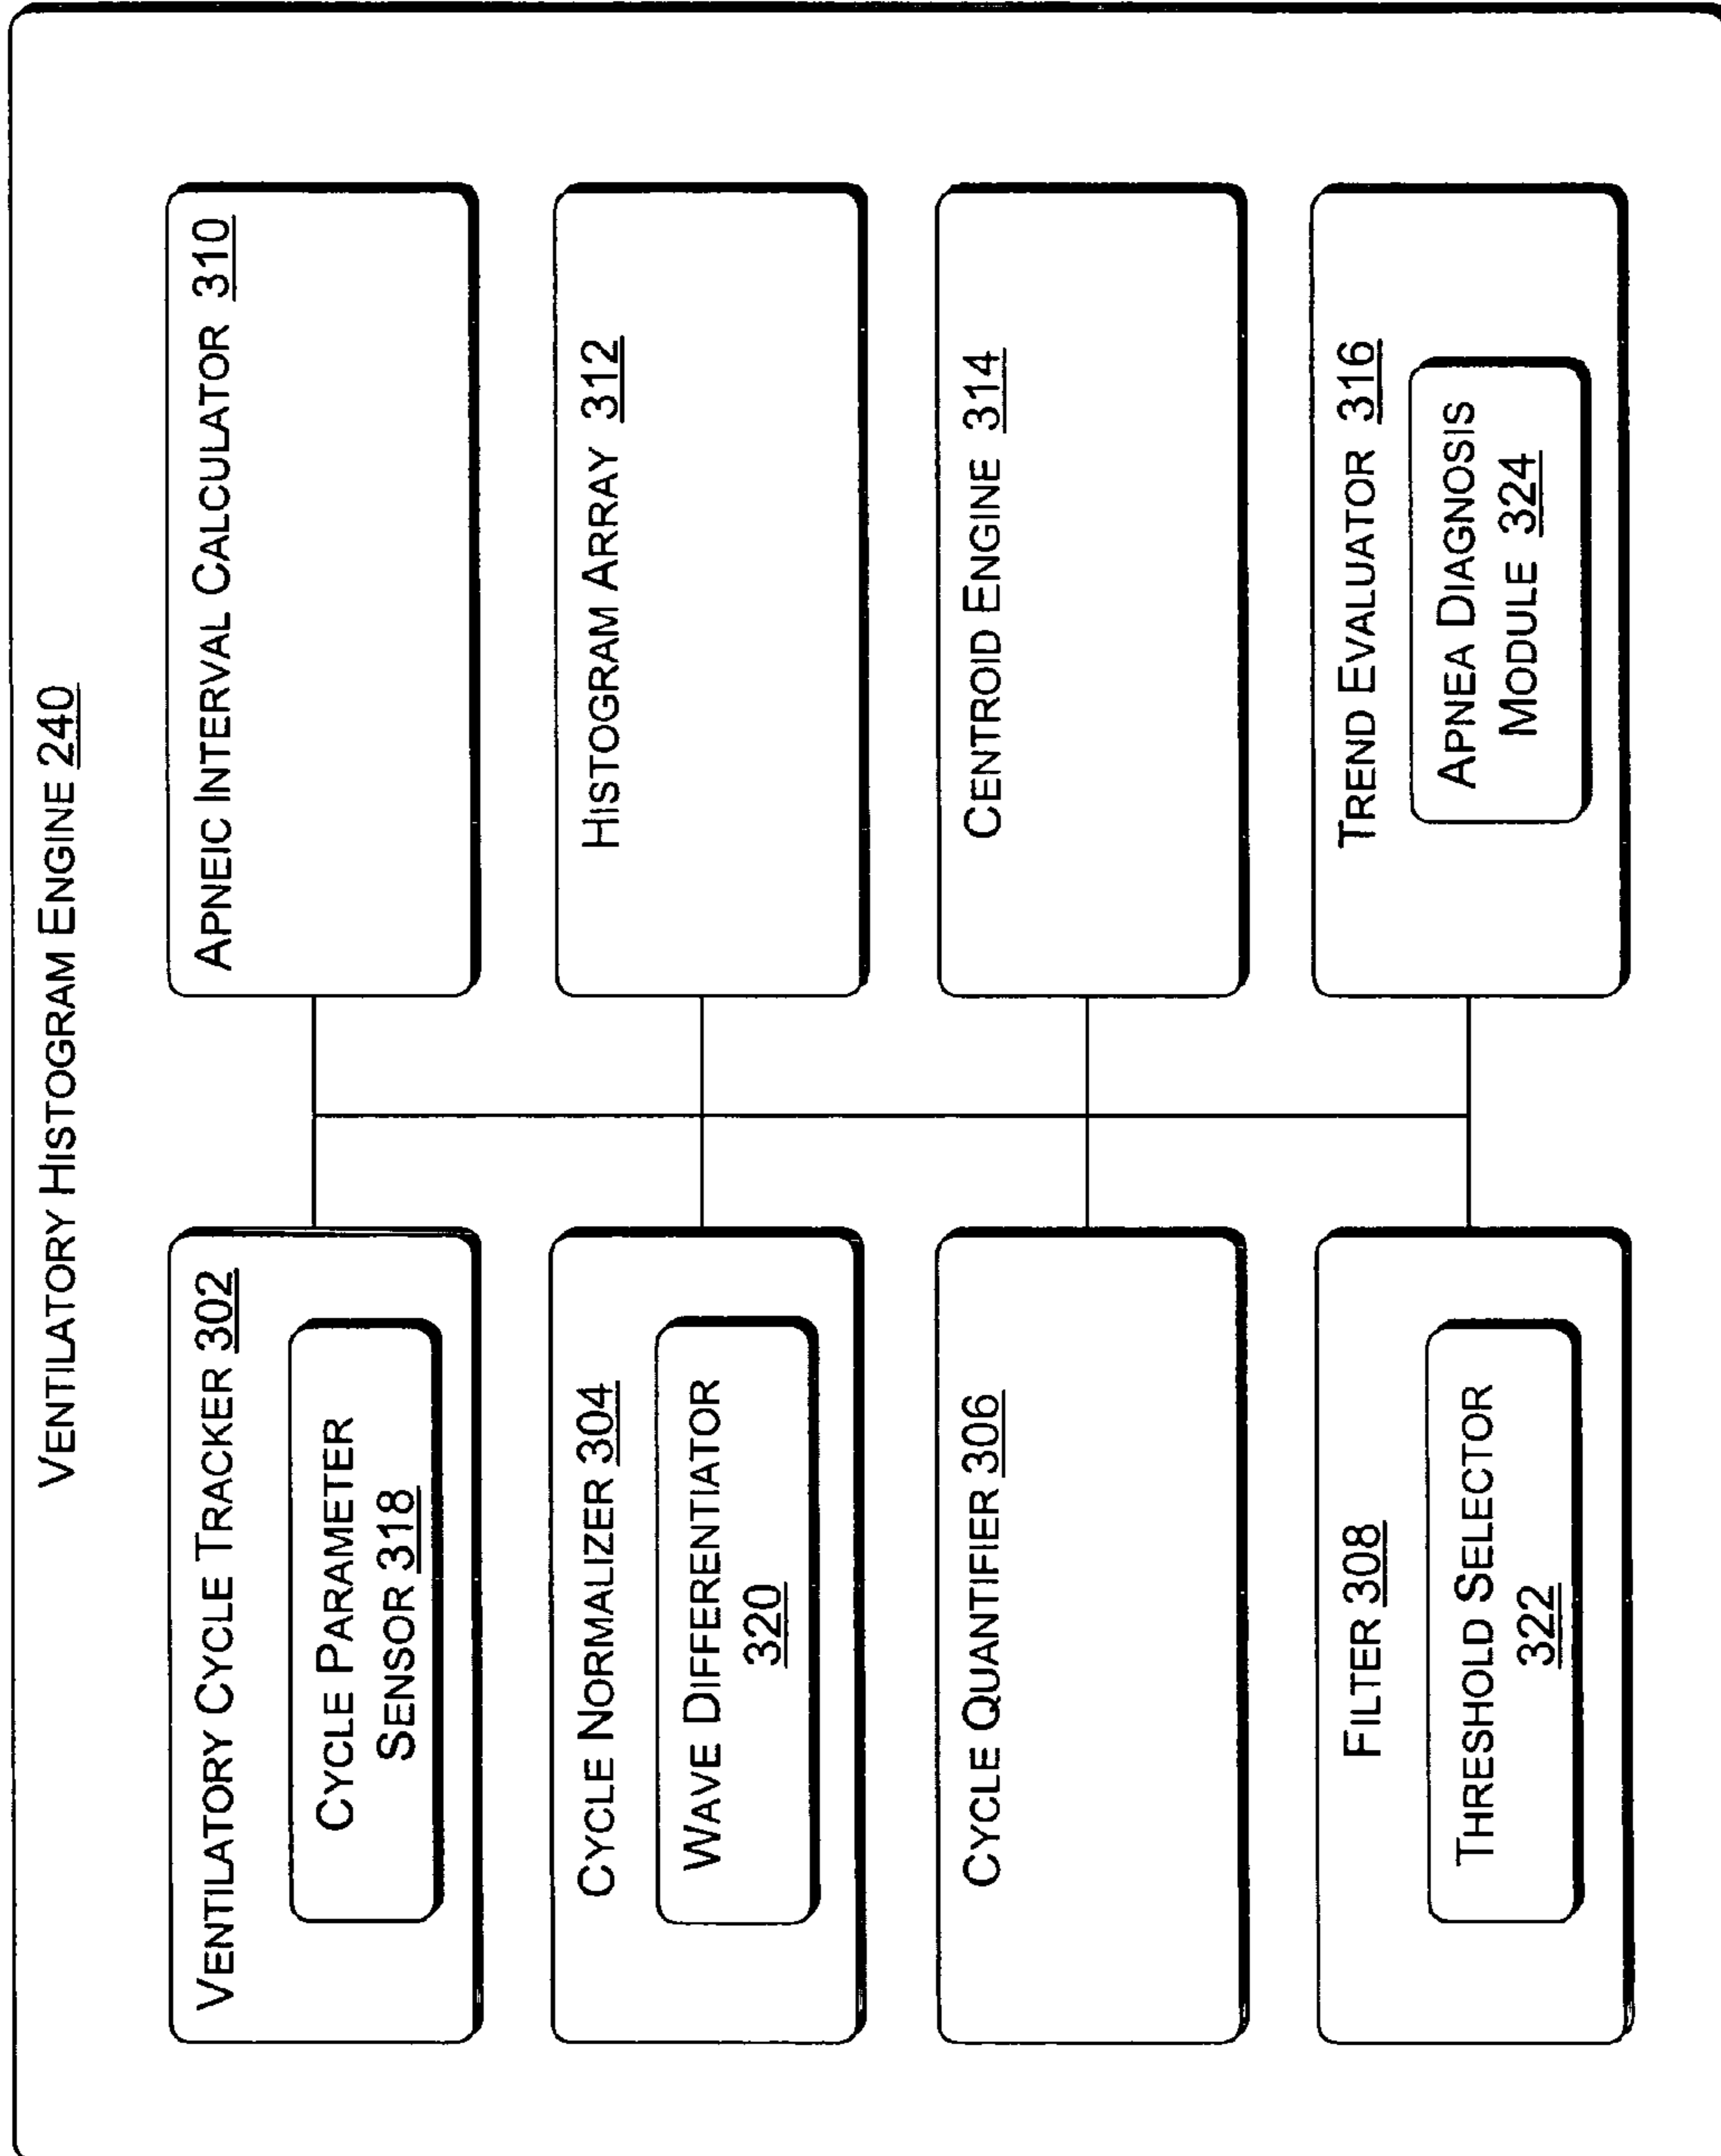 VENTILATORY HISTOGRAM ENGINE 240
VENTILATORY CYCLE TRACKER 302
CYCLE PARAMETER
SENSOR 318
CYCLE NORMALIZER 304
WAVE DIFFERENTIATOR
320
CYCLE QUANTIFIER 306
FILTER 308
THRESHOLD SELECTOR
322
APNEIC INTERVAL CALCULATOR 310
HISTOGRAM ARRAY 312
CENTROID ENGINE 314
TREND EVALUATOR 316
APNEA DIAGNOSIS
MODULE 324